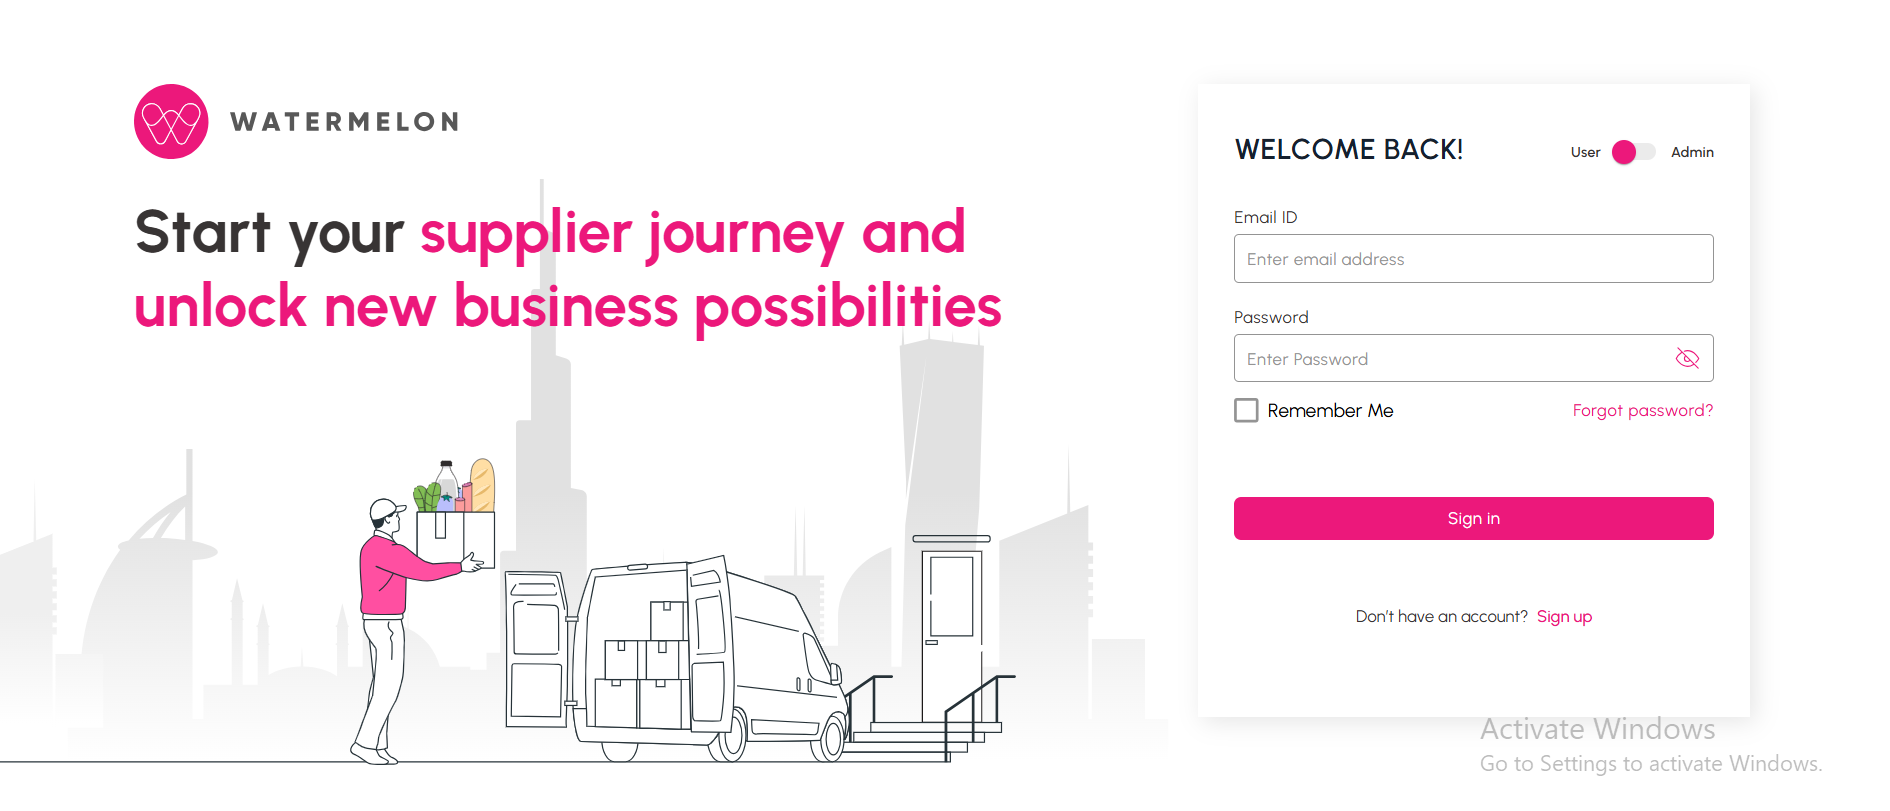 WATERMELON
Start your supplier journey and
unlock new business possibilities
WELCOME BACK!
User Admin
Email ID
Enter email address
Password
Enter Password
Remember Me Forgot password?
Sign in
Don't have an account? Sign up
Activate Windows
Go to Settings to activate Windows.